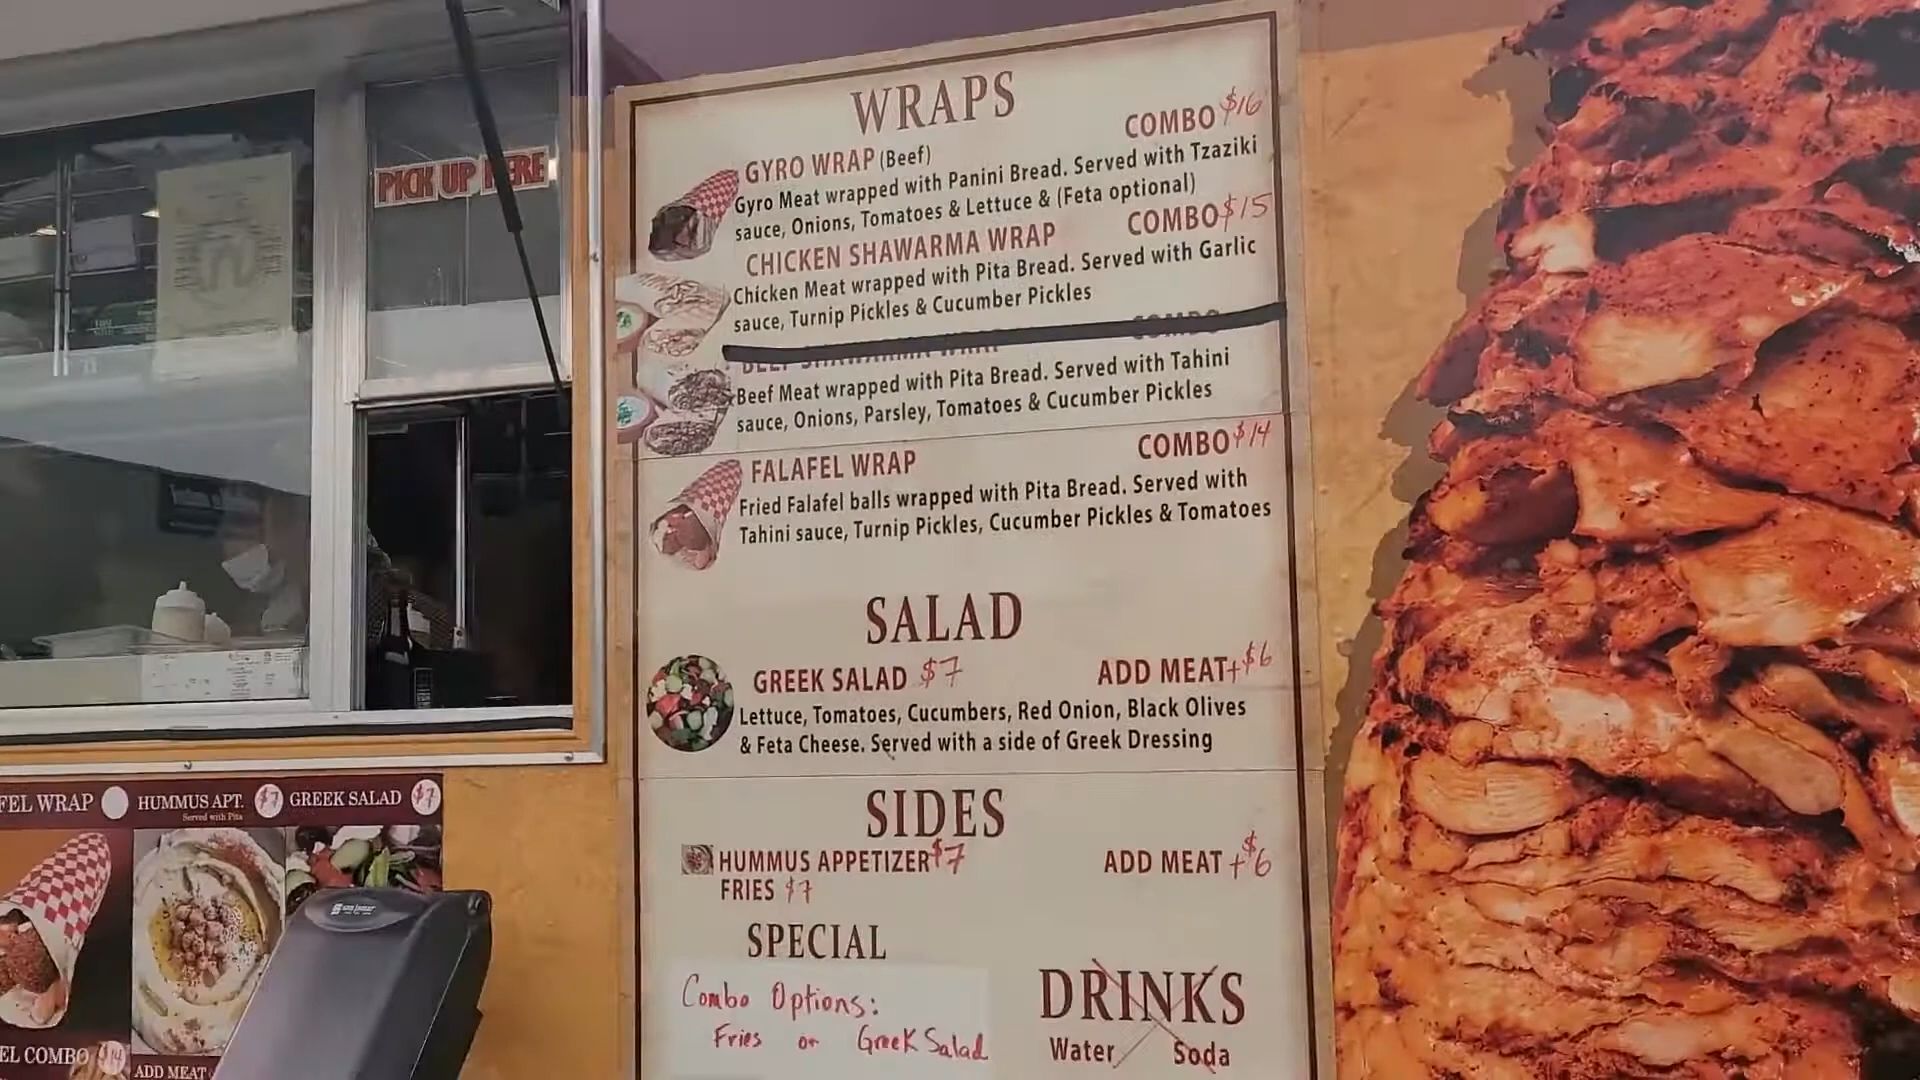 PICK UP HERE
WRAPS
COMBO $16
GYRO WRAP (Beef)
Gyro Meat wrapped with Panini Bread. Served with Tzaziki
sauce, Onions, Tomatoes & Lettuce & (Feta optional)
CHICKEN SHAWARMA WRAP COMBO $15
Chicken Meat wrapped with Pita Bread. Served with Garlic
sauce, Turnip Pickles & Cucumber Pickles
BEEF SHAWARMA WRAP COMBO
Beef Meat wrapped with Pita Bread. Served with Tahini
sauce, Onions, Parsley, Tomatoes & Cucumber Pickles
FALAFEL WRAP COMBO $14
Fried Falafel balls wrapped with Pita Bread. Served with
Tahini sauce, Turnip Pickles, Cucumber Pickles & Tomatoes
SALAD
GREEK SALAD $7 ADD MEAT +$6
Lettuce, Tomatoes, Cucumbers, Red Onion, Black Olives
& Feta Cheese. Served with a side of Greek Dressing
SIDES
HUMMUS APPETIZER $7 ADD MEAT +$6
FRIES $7
SPECIAL
Combo Options:
Fries or Greek Salad
DRINKS
Water Soda
FEL WRAP HUMMUS APT. $7 GREEK SALAD $7
Served with Pita
EL COMBO $14
ADD MEAT